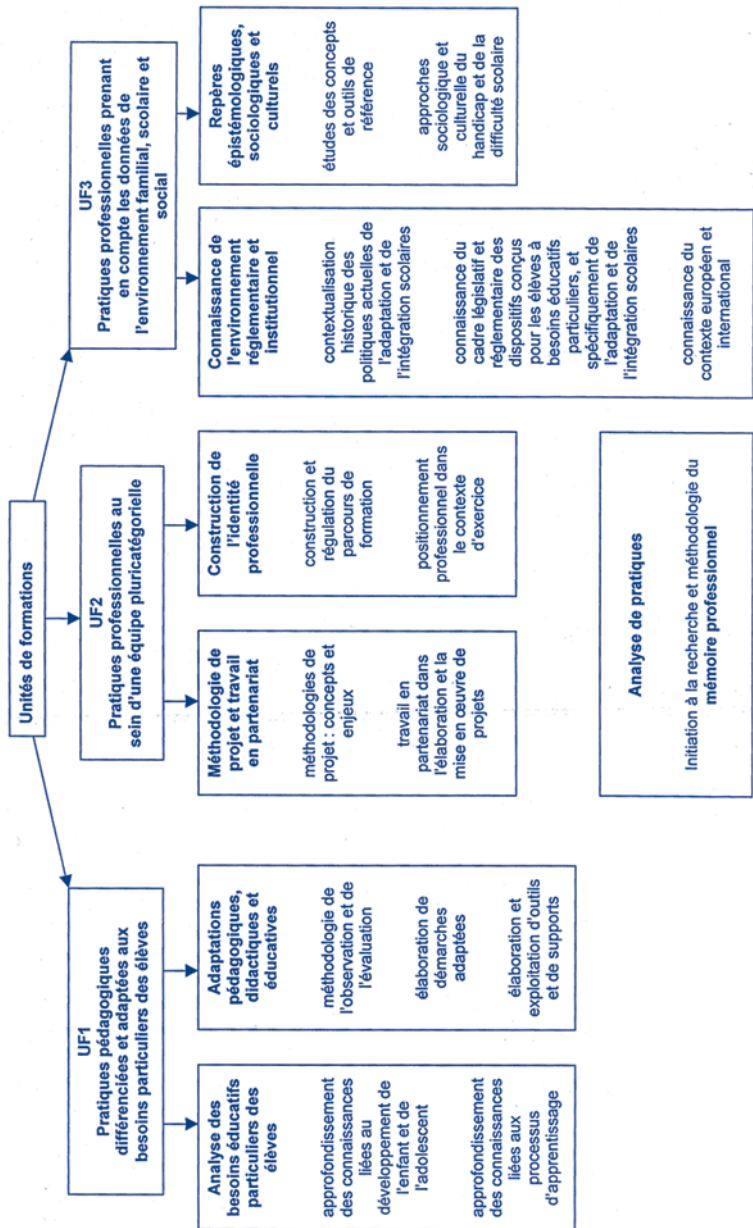 Unités de formations
UF1
Pratiques pédagogiques
différenciées et adaptées aux
besoins particuliers des élèves
Analyse des
besoins éducatifs
particuliers des
élèves
approfondissement
des connaissances
liées au
développement de
l'enfant et de
l'adolescent
approfondissement
des connaissances
liées aux
processus
d'apprentissage
Adaptations
pédagogiques,
didactiques et
éducatives
méthodologie de
l'observation et de
l'évaluation
élaboration de
démarches
adaptées
élaboration et
exploitation d'outils
et de supports
UF2
Pratiques professionnelles au
sein d'une équipe pluricatégorielle
Méthodologie de
projet et travail
en partenariat
méthodologies de
projet : concepts et
enjeux
travail en
partenariat dans
l'élaboration et la
mise en œuvre de
projets
Construction de
l'identité
professionnelle
construction et
régulation du
parcours de
formation
positionnement
professionnel dans
le contexte
d'exercice
UF3
Pratiques professionnelles prenant
en compte les données de
l'environnement familial, scolaire et
social
Connaissance de
l'environnement
réglementaire et
institutionnel
contextualisation
historique des
politiques actuelles de
l'adaptation et de
l'intégration scolaires
connaissance du
cadre législatif et
réglementaire des
dispositifs conçus
pour les élèves à
besoins éducatifs
particuliers, et
spécifiquement de
l'adaptation et de
l'intégration scolaires
connaissance du
contexte européen et
international
Repères
épistémologiques,
sociologiques et
culturels
études des concepts
et outils de
référence
approches
sociologique et
culturelle du
handicap et de la
difficulté scolaire
Analyse de pratiques
Initiation à la recherche et méthodologie du
mémoire professionnel